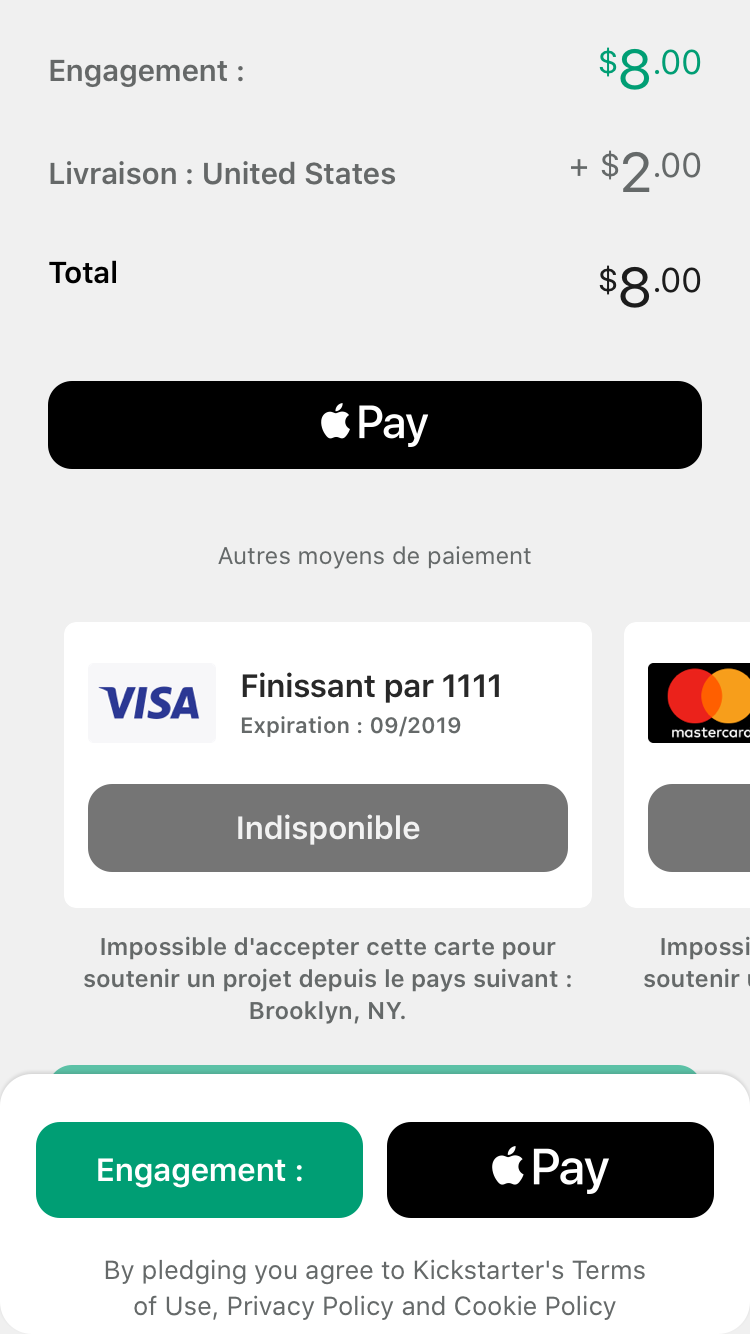 Engagement :
$8.00
Livraison : United States
+ $2.00
Total
$8.00
Pay
Autres moyens de paiement
VISA
Finissant par 1111
Expiration : 09/2019
mastercard
Indisponible
Impossible d'accepter cette carte pour
soutenir un projet depuis le pays suivant :
Brooklyn, NY.
Impossi
soutenir
Engagement :
Pay
By pledging you agree to Kickstarter's Terms
of Use, Privacy Policy and Cookie Policy